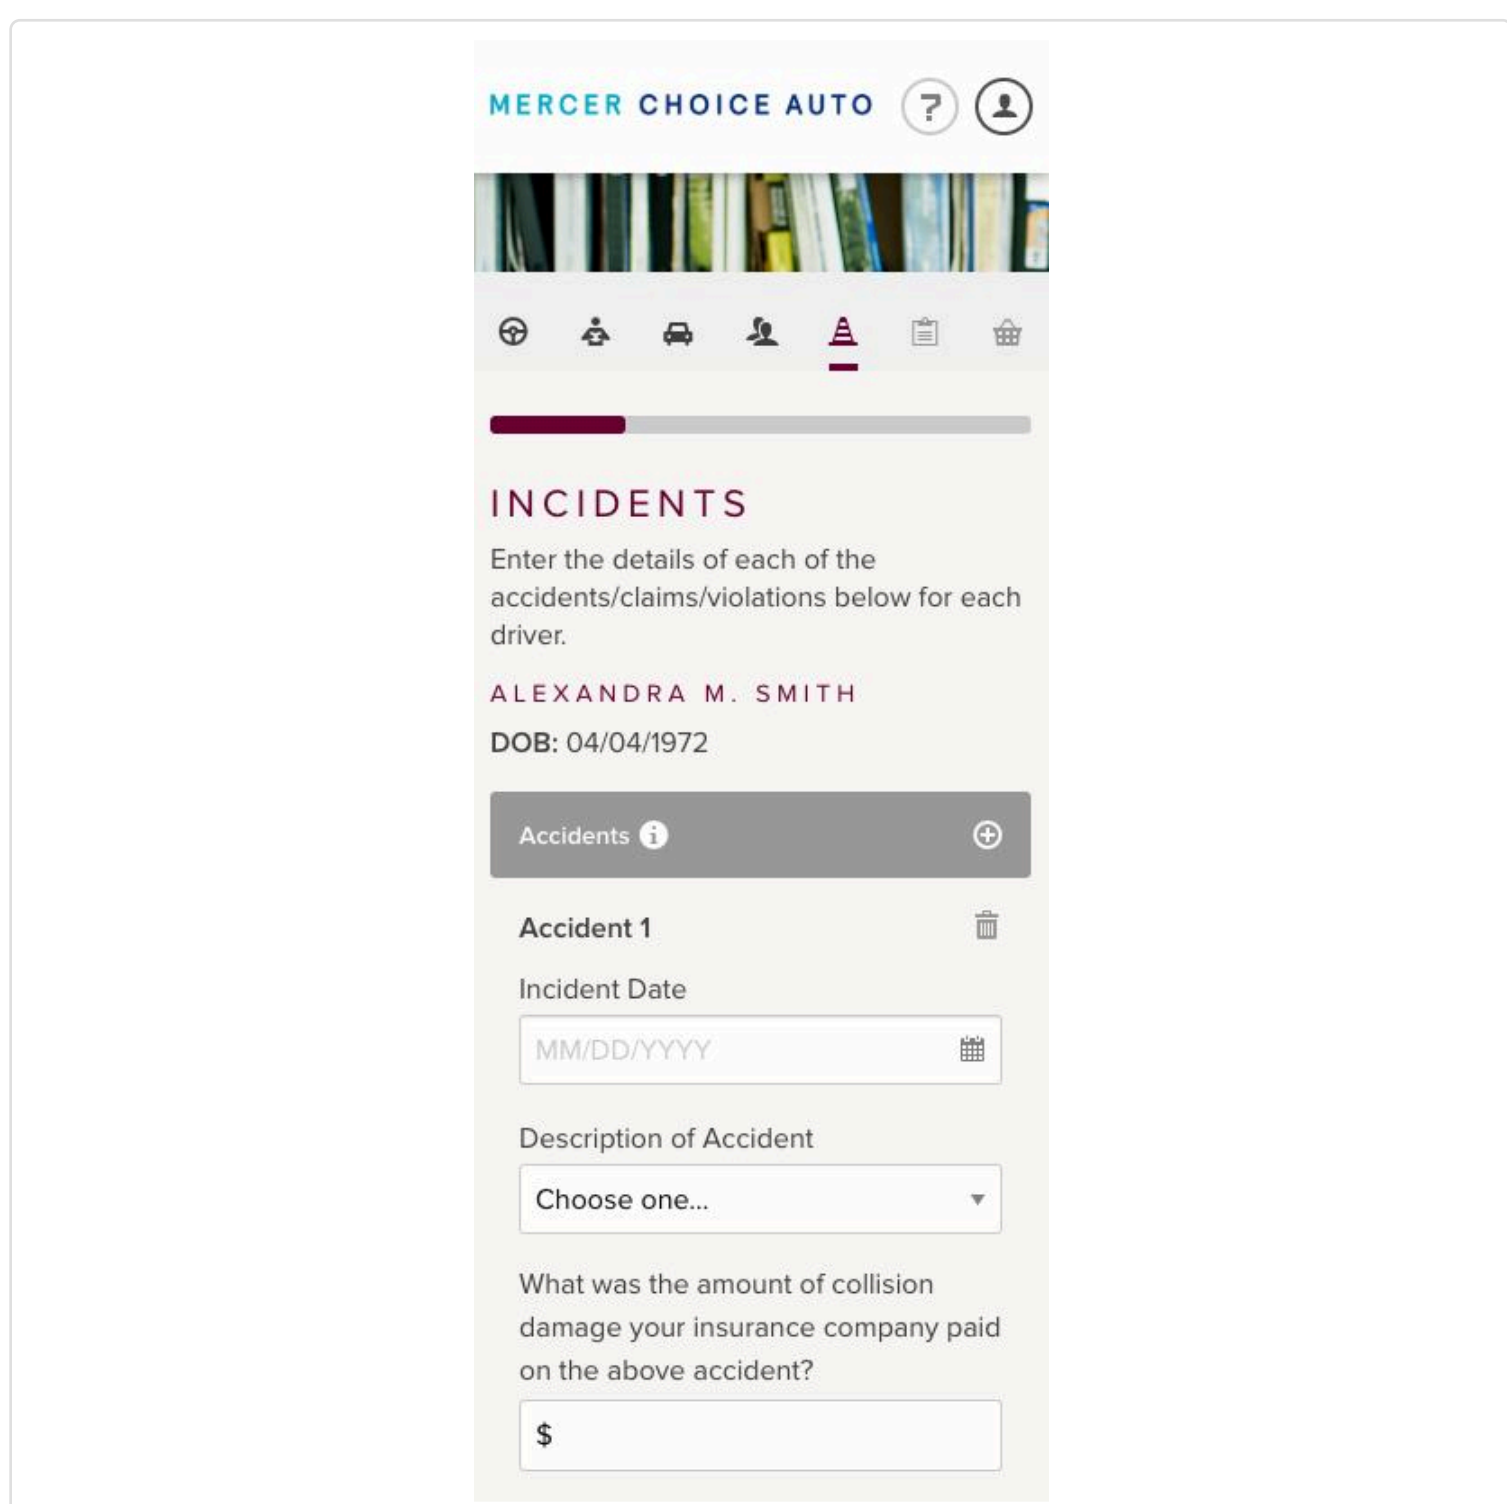 MERCER CHOICE AUTO ?
INCIDENTS
Enter the details of each of the
accidents/claims/violations below for each
driver.
ALEXANDRA M. SMITH
DOB: 04/04/1972
Accidents i
Accident 1
Incident Date
MM/DD/YYYY
Description of Accident
Choose one...
What was the amount of collision
damage your insurance company paid
on the above accident?
$